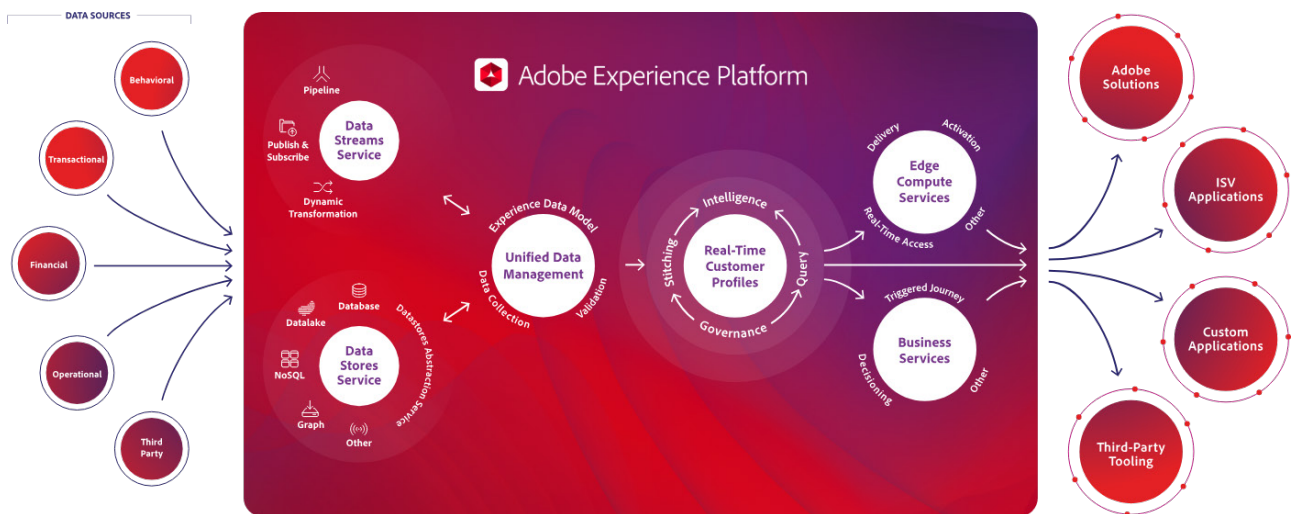 DATA SOURCES
Behavioral
Transactional
Financial
Operational
Third
Party
Adobe Experience Platform
Pipeline
Publish &
Subscribe
Dynamic
Transformation
Data
Streams
Service
Database
Datalake
NoSQL
Graph
Other
Datastores Abstraction Service
Data
Stores
Service
Experience Data Model
Unified Data
Management
Data Collection
Validation
Intelligence
Stitching
Query
Governance
Real-Time
Customer
Profiles
Delivery
Activation
Edge
Compute
Services
Real-Time Access
Other
Triggered Journey
Business
Services
Decisioning
Other
Adobe
Solutions
ISV
Applications
Custom
Applications
Third-Party
Tooling